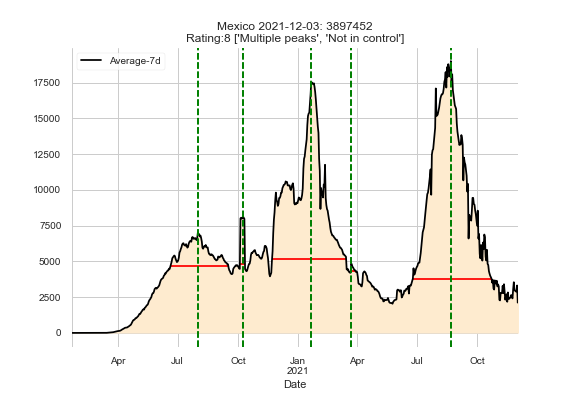 Mexico 2021-12-03: 3897452
Rating:8 ['Multiple peaks', 'Not in control']
Average-7d
17500
15000
12500
10000
7500
5000
2500
0
Apr Jul Oct Jan Apr Jul Oct
2021
Date